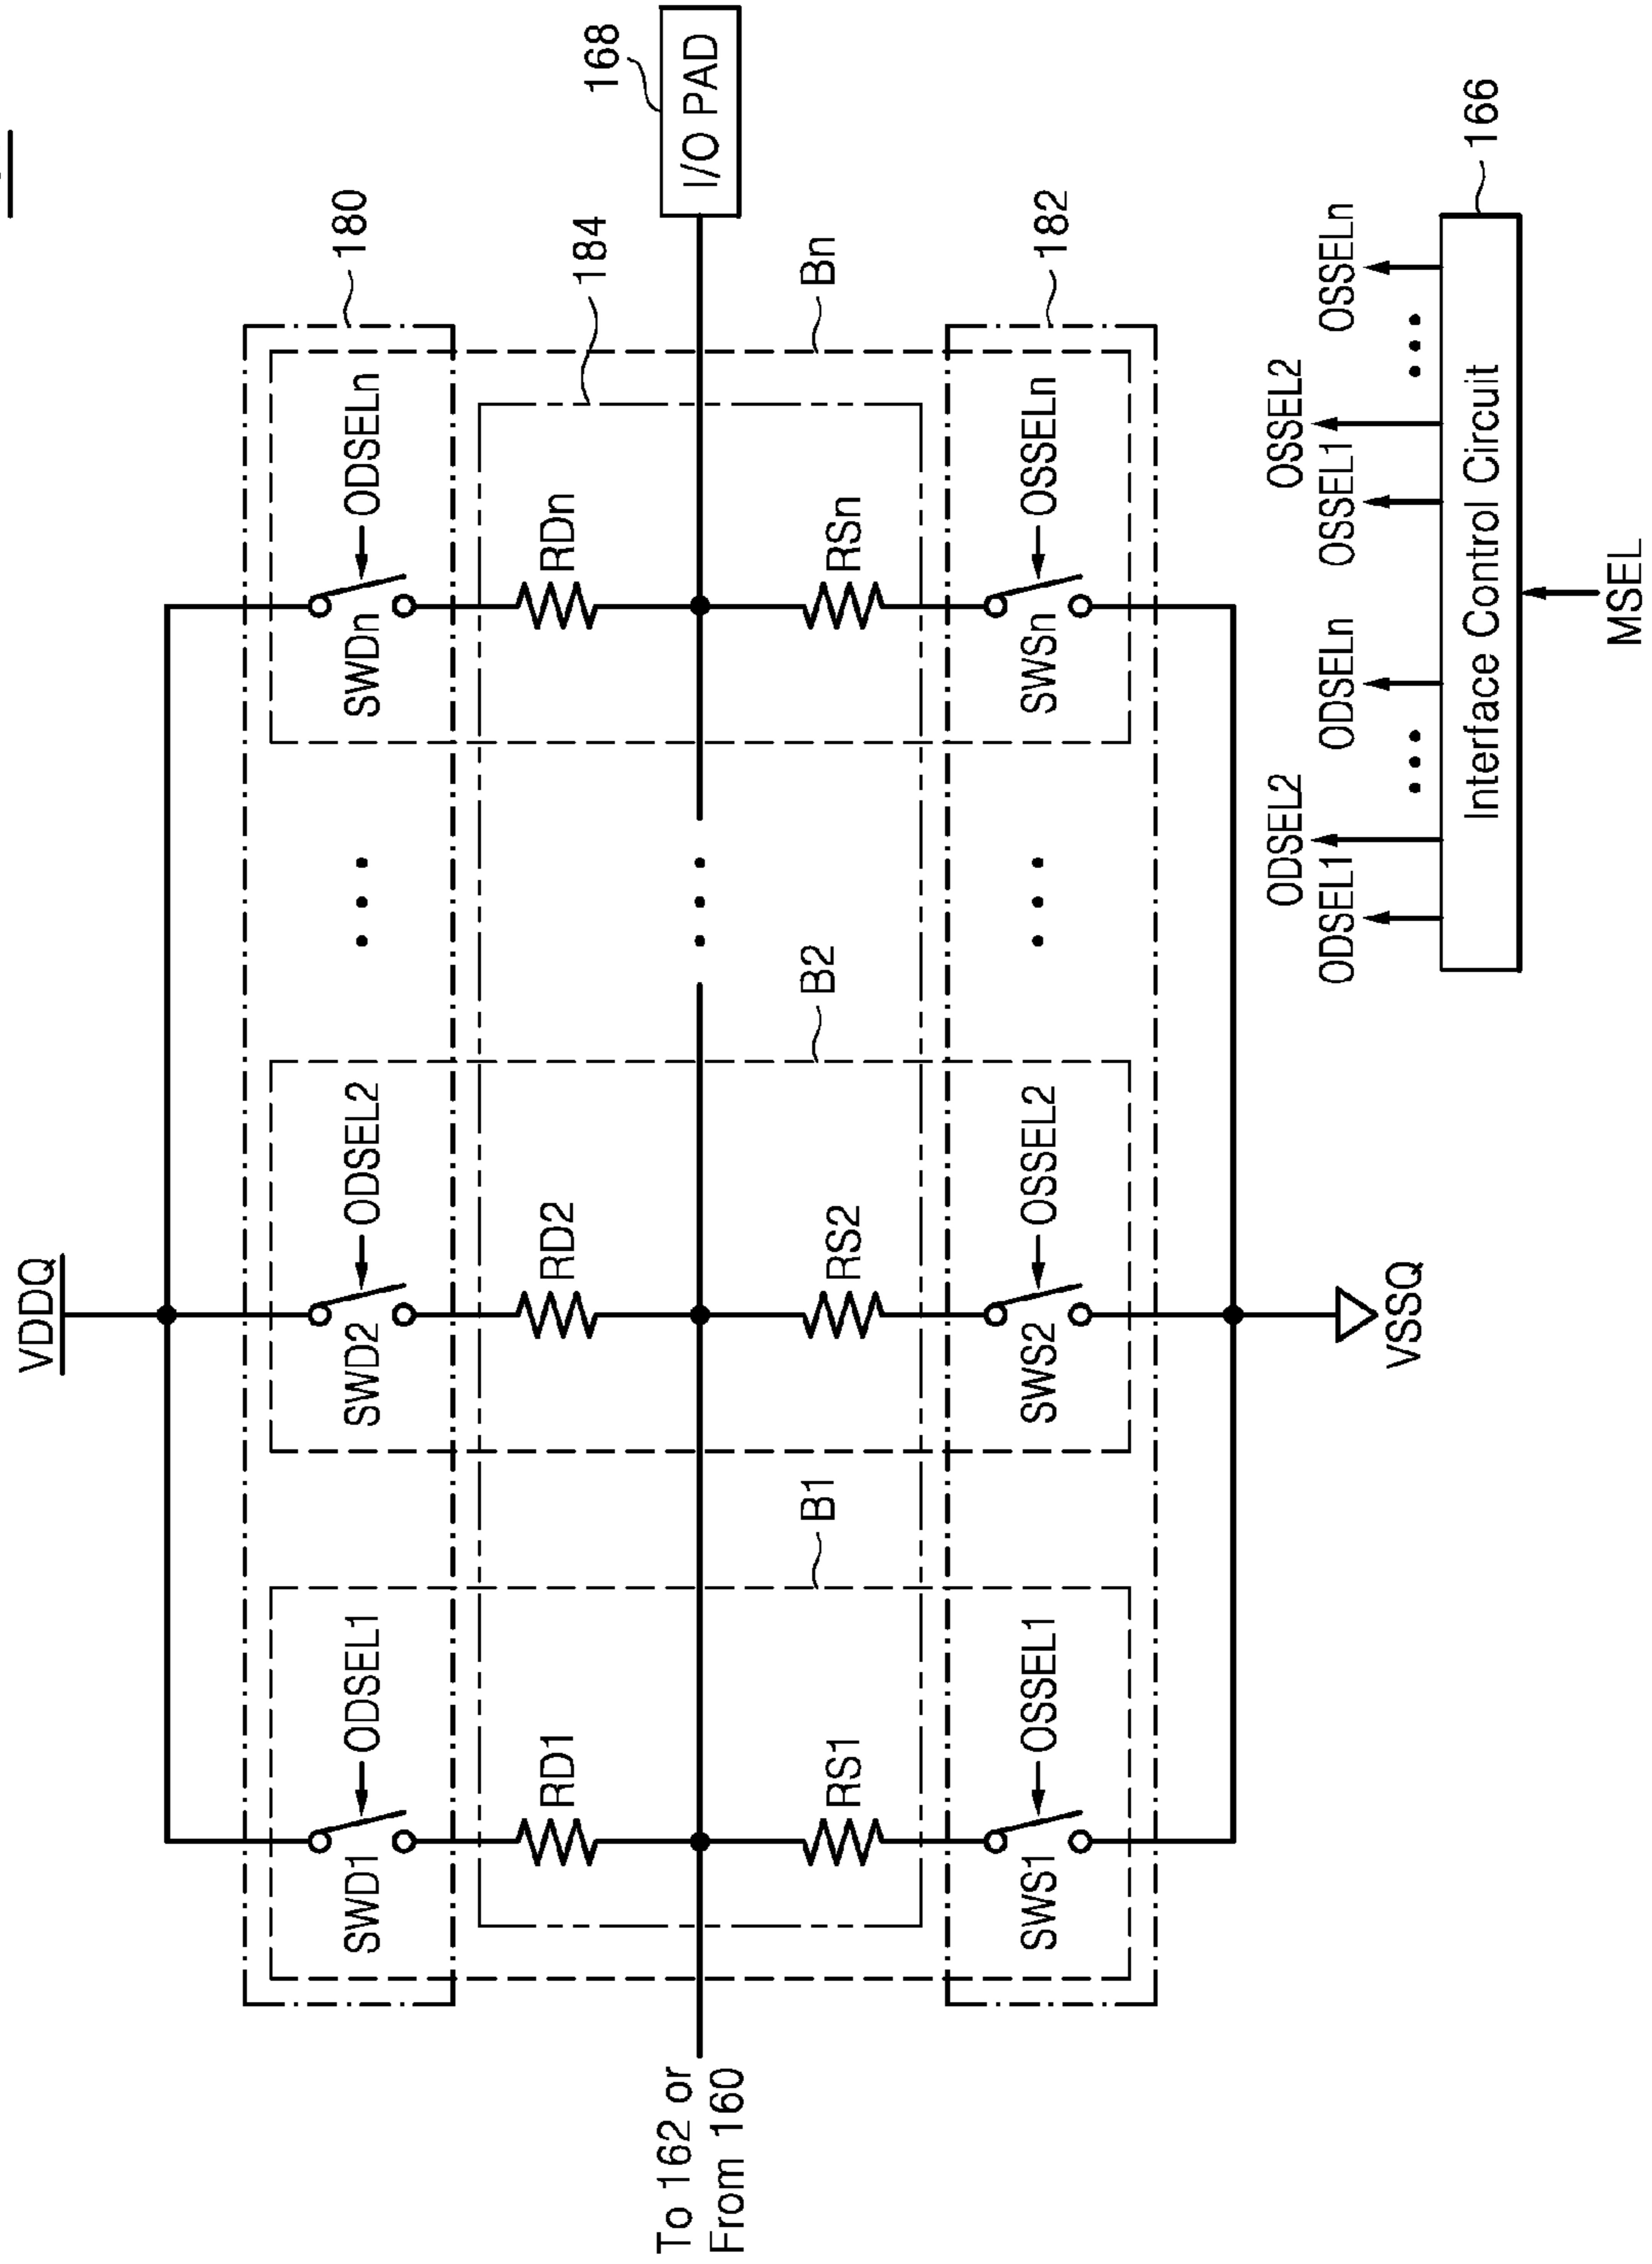 VDDQ
180
SWD1
ODSEL1
SWD2
ODSEL2
SWDn
ODSELn
184
RD1
RD2
RDn
168
To 162 or
From 160
I/O PAD
B1
B2
Bn
RS1
RS2
RSn
SWS1
OSSEL1
SWS2
OSSEL2
SWSn
OSSELn
182
VSSQ
ODSEL2
OSSEL2
ODSEL1
ODSELn
OSSEL1
OSSELn
Interface Control Circuit
166
MSEL